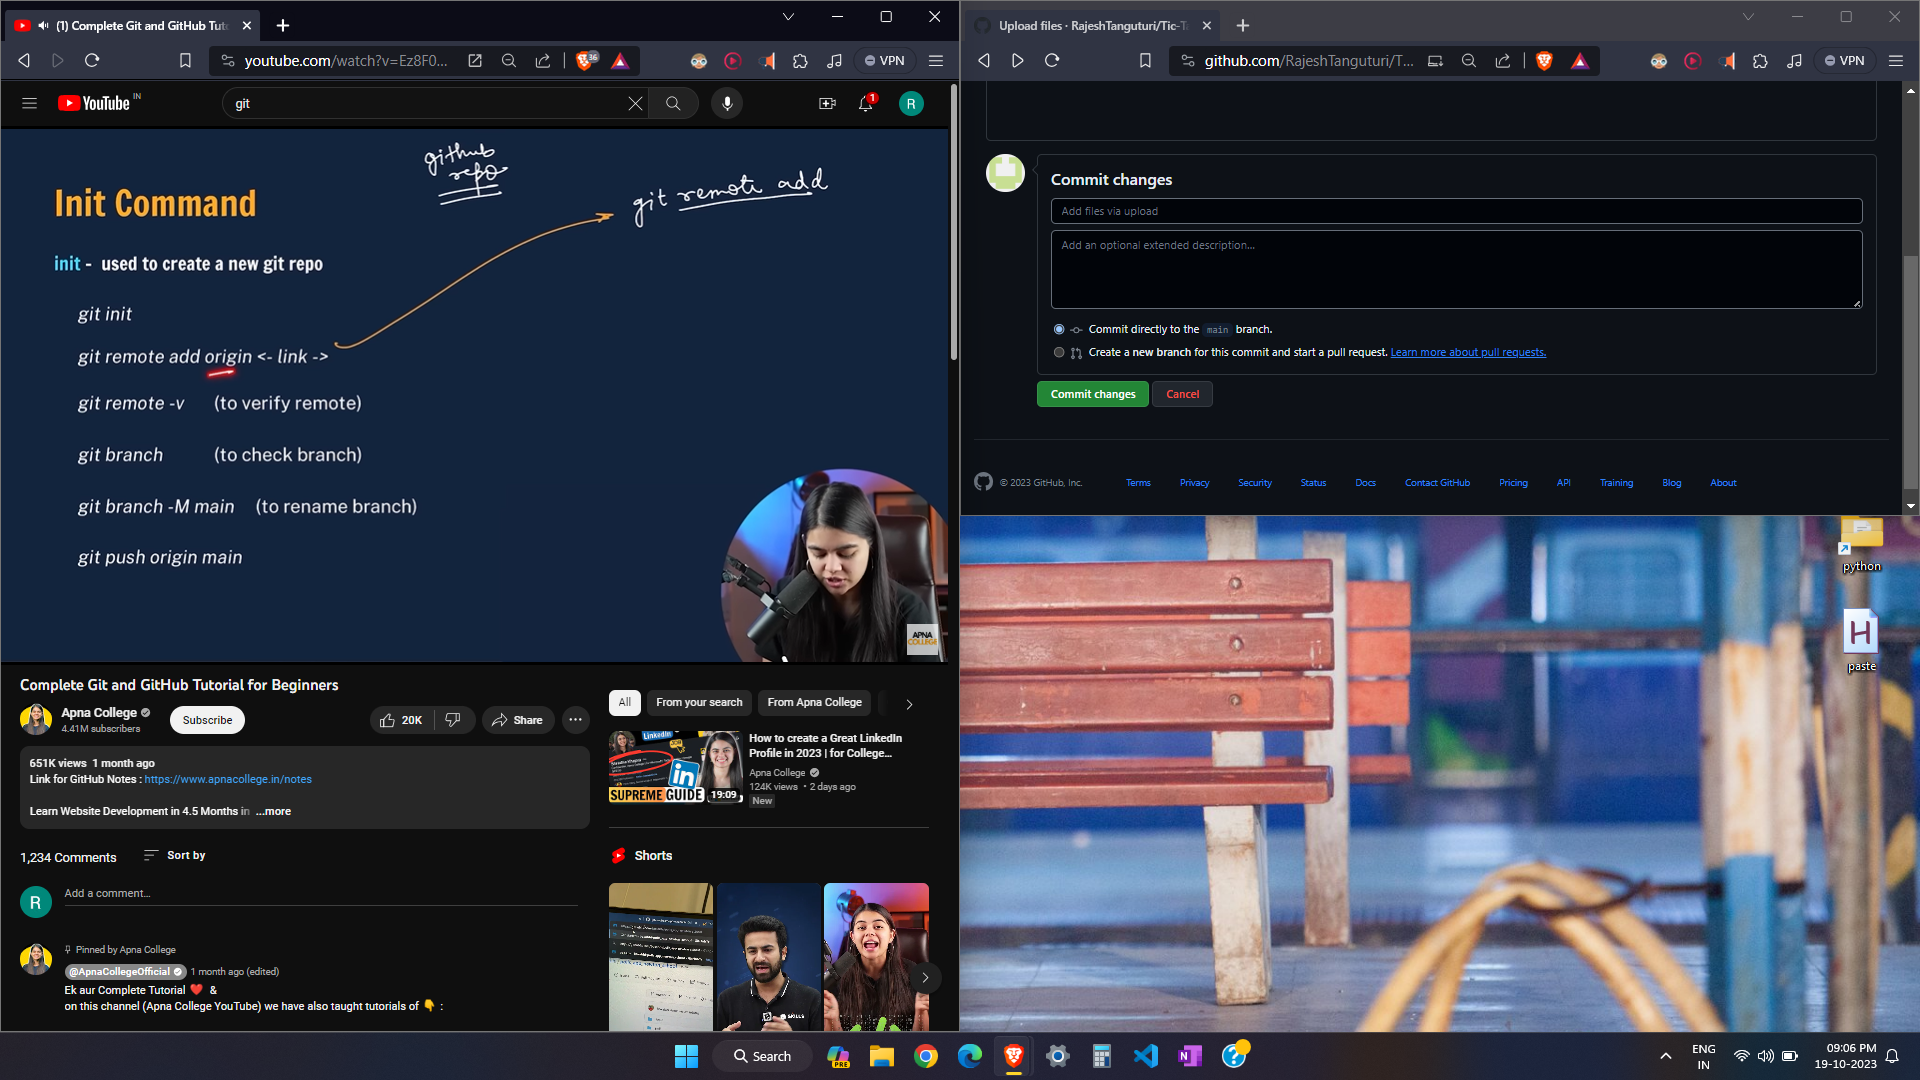 (1) Complete Git and GitHub Tut
youtube.com/watch?v=Ez8F0...
36
VPN
YouTube IN
git
1
R
github
repo
git remote add
Init Command
init - used to create a new git repo
git init
git remote add origin <- link ->
git remote -v (to verify remote)
git branch (to check branch)
git branch -M main (to rename branch)
git push origin main
APNA
COLLEGE
Complete Git and GitHub Tutorial for Beginners
Apna College
4.41M subscribers
Subscribe
20K
Share
651K views 1 month ago
Link for GitHub Notes : https://www.apnacollege.in/notes
Learn Website Development in 4.5 Months in ...more
1,234 Comments
Sort by
R
Add a comment...
Pinned by Apna College
@ApnaCollegeOfficial 1 month ago (edited)
Ek aur Complete Tutorial ❤️ &
on this channel (Apna College YouTube) we have also taught tutorials of 👇 :
All
From your search
From Apna College
LinkedIn
in
SUPREME GUIDE
19:09
How to create a Great LinkedIn
Profile in 2023 | for College...
Apna College
124K views • 2 days ago
New
Shorts
Upload files · RajeshTanguturi/Tic-T
github.com/RajeshTanguturi/T...
VPN
Commit changes
Add files via upload
Add an optional extended description...
Commit directly to the main branch.
Create a new branch for this commit and start a pull request. Learn more about pull requests.
Commit changes
Cancel
© 2023 GitHub, Inc.
Terms
Privacy
Security
Status
Docs
Contact GitHub
Pricing
API
Training
Blog
About
python
H
paste
Search
PRE
N
ENG
IN
09:06 PM
19-10-2023